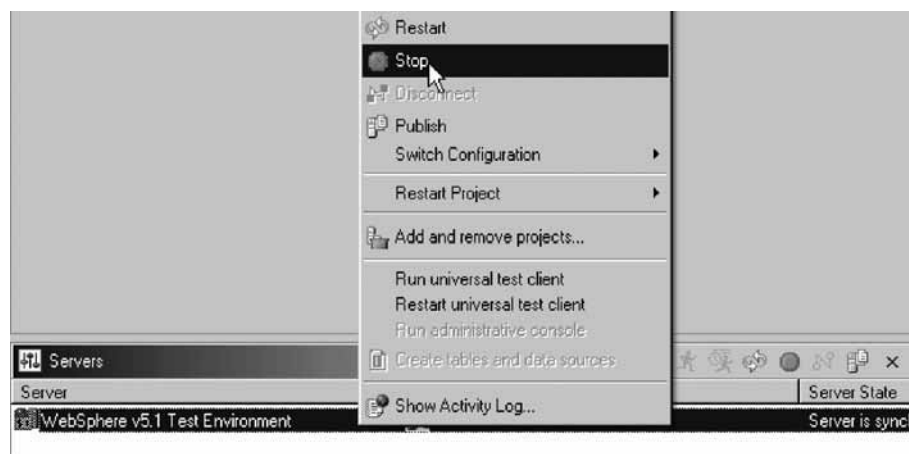 Restart
Stop
Disconnect
Publish
Switch Configuration
Restart Project
Add and remove projects...
Run universal test client
Restart universal test client
Run administrative console
Create tables and data sources
Show Activity Log...
Servers
Server Server State
WebSphere v5.1 Test Environment Server is sync